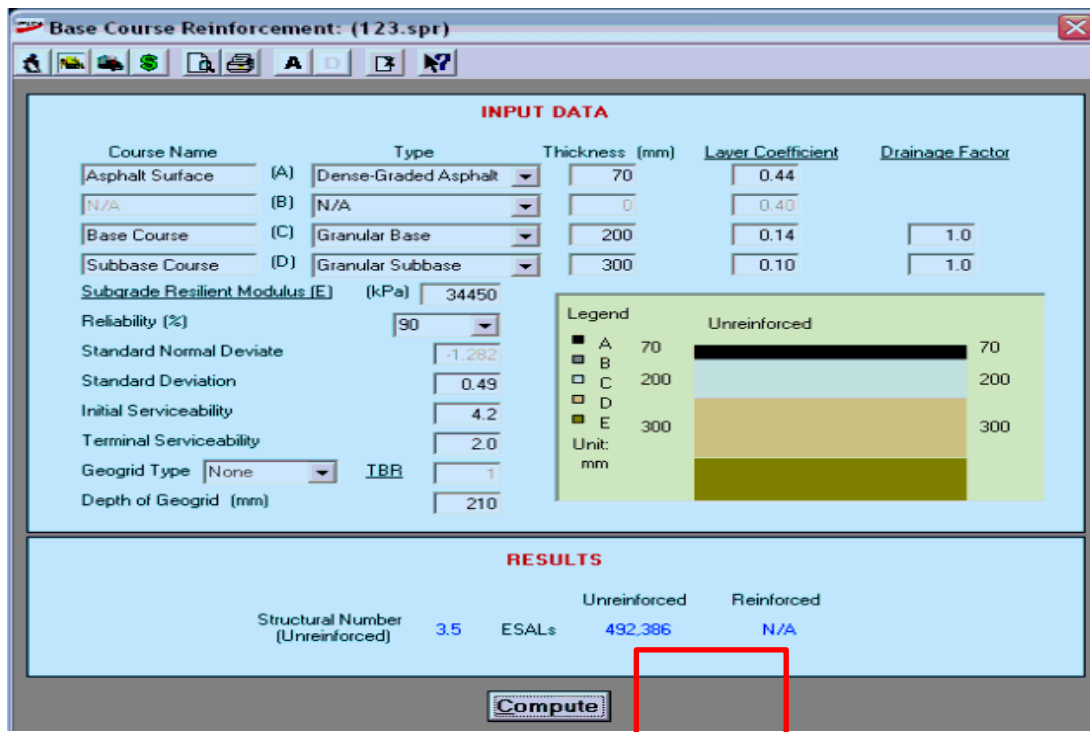 Base Course Reinforcement: (123.spr)
A D
INPUT DATA
Course Name Type Thickness (mm) Layer Coefficient Drainage Factor
Asphalt Surface (A) Dense-Graded Asphalt 70 0.44
N/A (B) N/A 0 0.40
Base Course (C) Granular Base 200 0.14 1.0
Subbase Course (D) Granular Subbase 300 0.10 1.0
Subgrade Resilient Modulus (E) (kPa) 34450
Reliability (%) 90
Standard Normal Deviate -1.282
Standard Deviation 0.49
Initial Serviceability 4.2
Terminal Serviceability 2.0
Geogrid Type None TBR 1
Depth of Geogrid (mm) 210
Legend Unreinforced
A 70 70
B
C 200 200
D
E 300 300
Unit:
mm
RESULTS
Unreinforced Reinforced
Structural Number
(Unreinforced) 3.5 ESALs 492,386 N/A
Compute